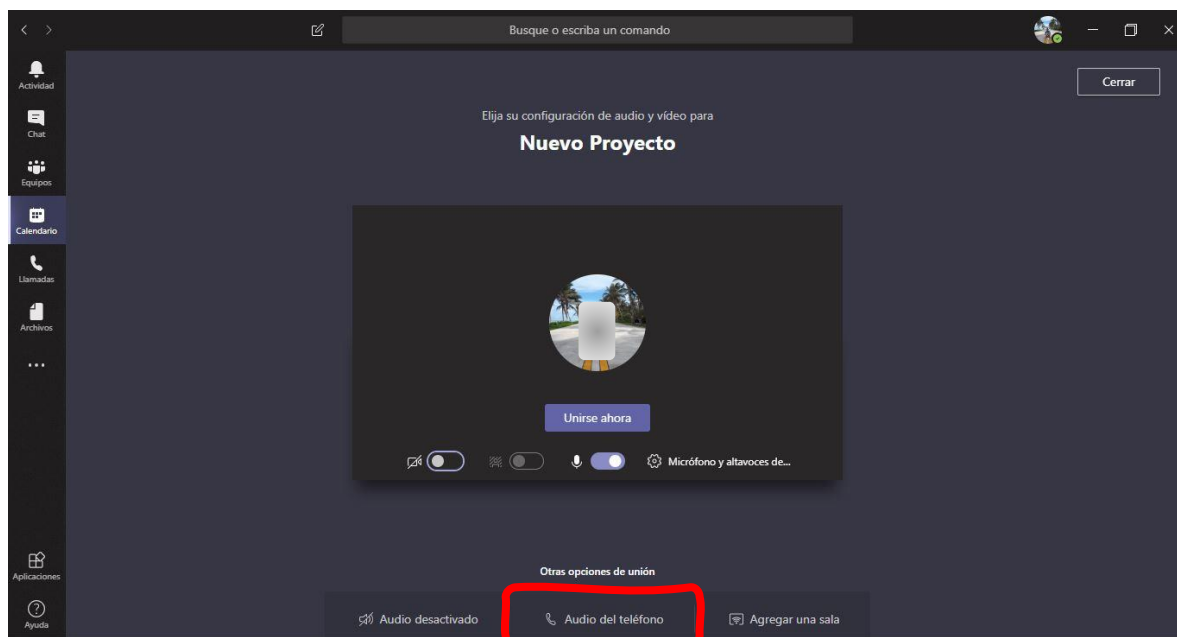 Busque o escriba un comando
Actividad
Chat
Equipos
Calendario
Llamadas
Archivos
Aplicaciones
Ayuda
Cerrar
Elija su configuración de audio y vídeo para
Nuevo Proyecto
Unirse ahora
Micrófono y altavoces de...
Otras opciones de unión
Audio desactivado
Audio del teléfono
Agregar una sala